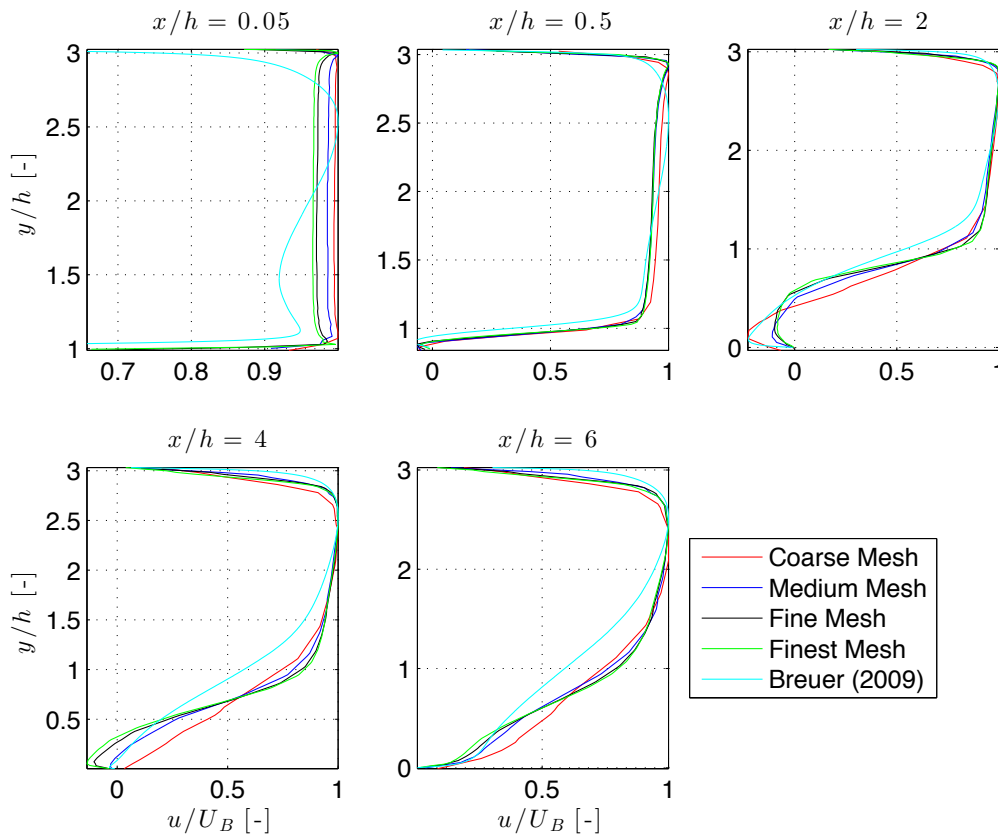 x/h = 0.05
x/h = 0.5
x/h = 2
y/h [-]
3
2.5
2
1.5
1
0.7
0.8
0.9
3
2.5
2
1.5
1
0
0.5
1
3
2
1
0
0
1
x/h = 4
x/h = 6
y/h [-]
3
2.5
2
1.5
1
0.5
0
0.5
1
u/U_B [-]
3
2
1
0
0.5
1
u/U_B [-]
Coarse Mesh
Medium Mesh
Fine Mesh
Finest Mesh
Breuer (2009)